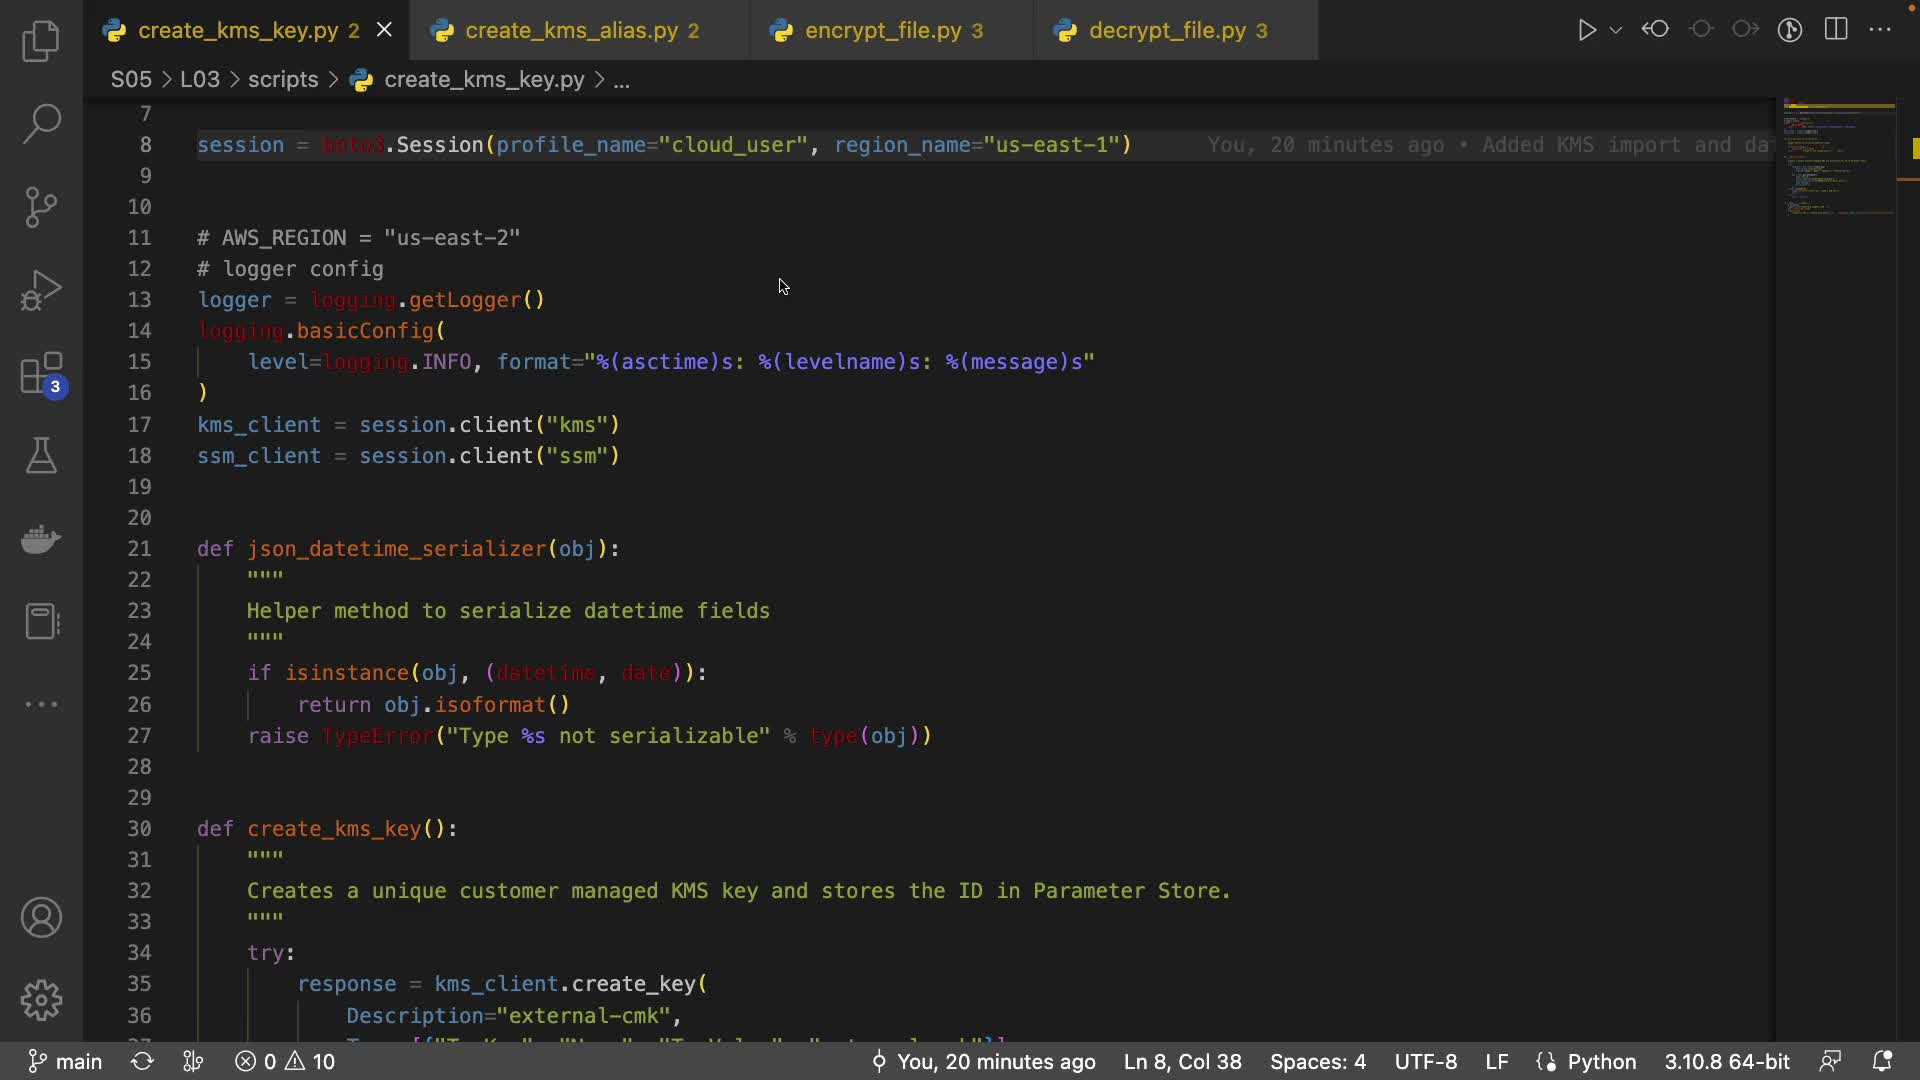 create_kms_key.py 2
create_kms_alias.py 2
encrypt_file.py 3
decrypt_file.py 3
S05 > L03 > scripts > create_kms_key.py > ...
7
8 session = boto3.Session(profile_name="cloud_user", region_name="us-east-1") You, 20 minutes ago • Added KMS import and
9
10
11 # AWS_REGION = "us-east-2"
12 # logger config
13 logger = logging.getLogger()
14 logging.basicConfig(
15 level=logging.INFO, format="%(asctime)s: %(levelname)s: %(message)s"
16 )
17 kms_client = session.client("kms")
18 ssm_client = session.client("ssm")
19
20
21 def json_datetime_serializer(obj):
22 """
23 Helper method to serialize datetime fields
24 """
25 if isinstance(obj, (datetime, date)):
26 return obj.isoformat()
27 raise TypeError("Type %s not serializable" % type(obj))
28
29
30 def create_kms_key():
31 """
32 Creates a unique customer managed KMS key and stores the ID in Parameter Store.
33 """
34 try:
35 response = kms_client.create_key(
36 Description="external-cmk",
3
main 0 10 You, 20 minutes ago Ln 8, Col 38 Spaces: 4 UTF-8 LF Python 3.10.8 64-bit